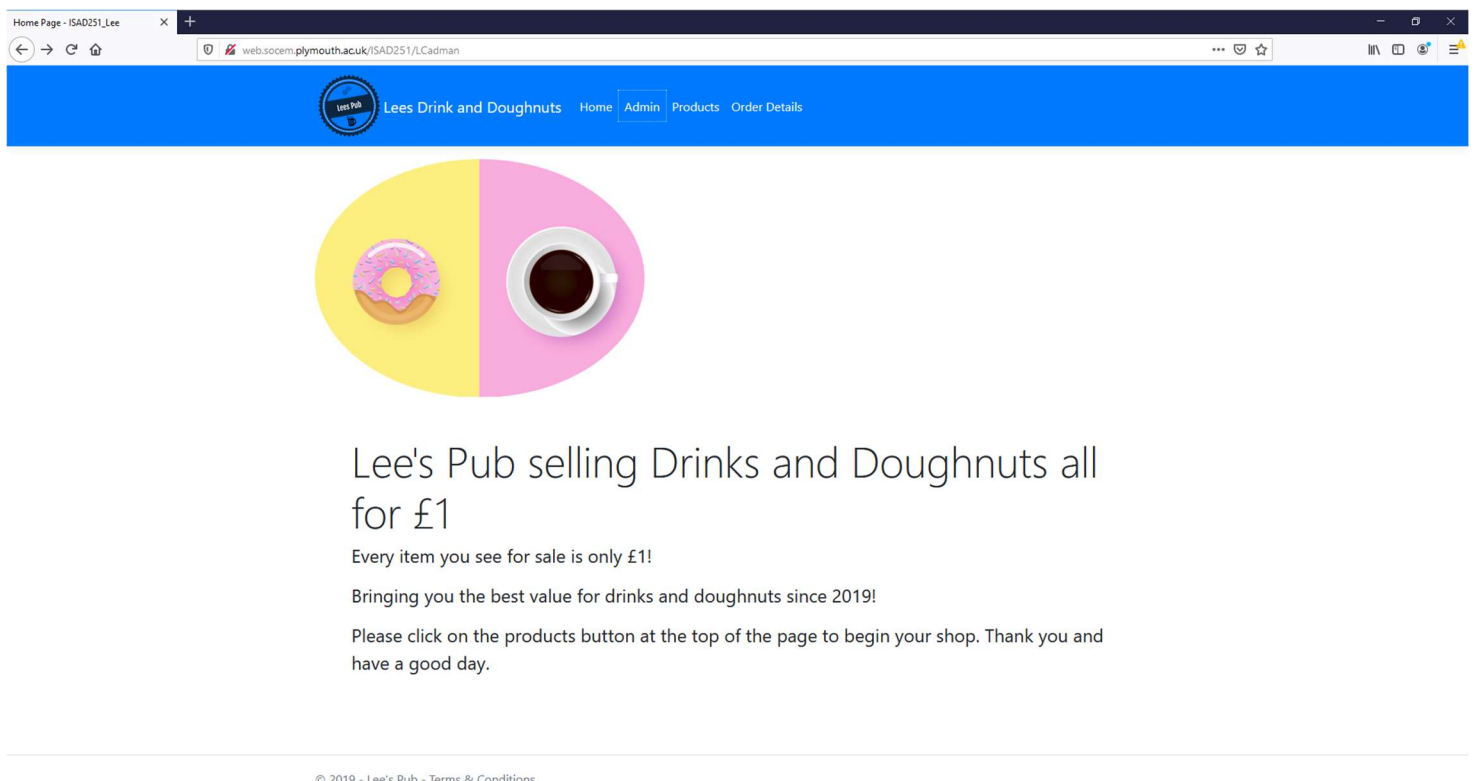 Home Page - ISAD251_Lee
web.socem.plymouth.ac.uk/ISAD251/LCadman
Lees Pub
Lees Drink and Doughnuts Home Admin Products Order Details
Lee's Pub selling Drinks and Doughnuts all
for £1
Every item you see for sale is only £1!
Bringing you the best value for drinks and doughnuts since 2019!
Please click on the products button at the top of the page to begin your shop. Thank you and
have a good day.
© 2019 - Lee's Pub - Terms & Conditions